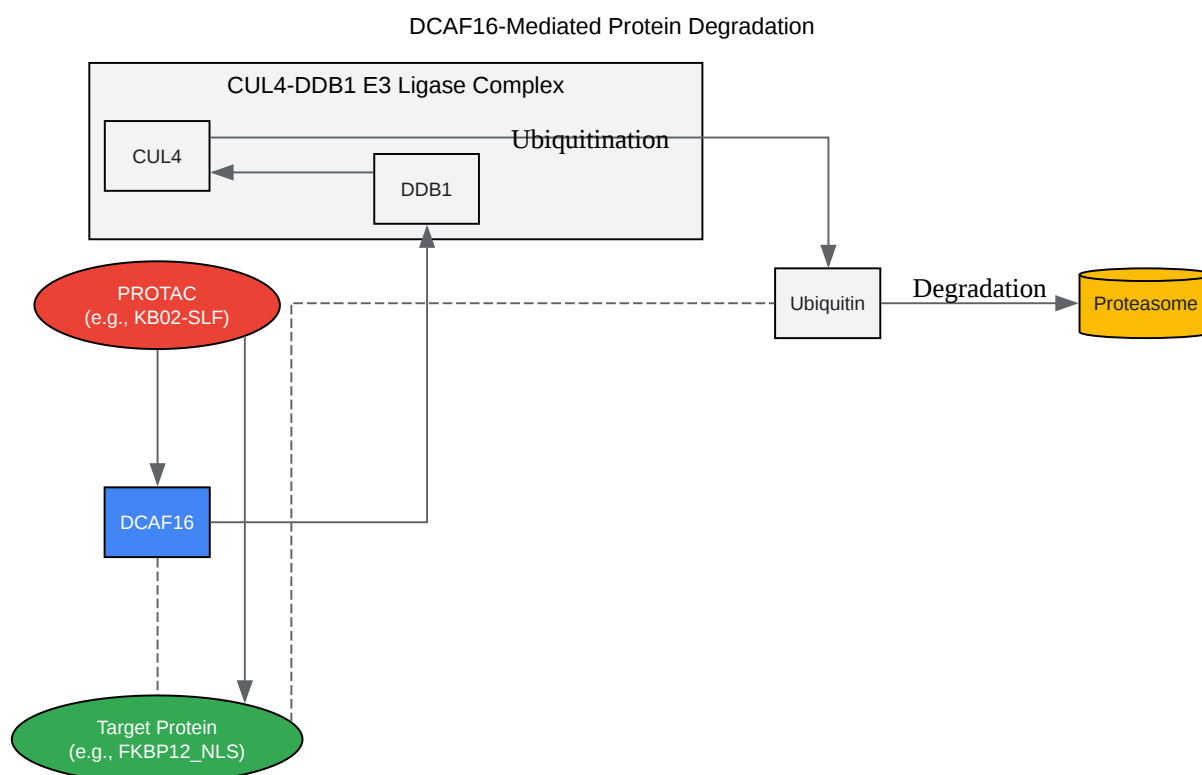 DCAF16-Mediated Protein Degradation
CUL4-DDB1 E3 Ligase Complex
CUL4
Ubiquitination
DDB1
PROTAC
(e.g., KB02-SLF)
Ubiquitin
Degradation
Proteasome
DCAF16
Target Protein
(e.g., FKBP12_NLS)